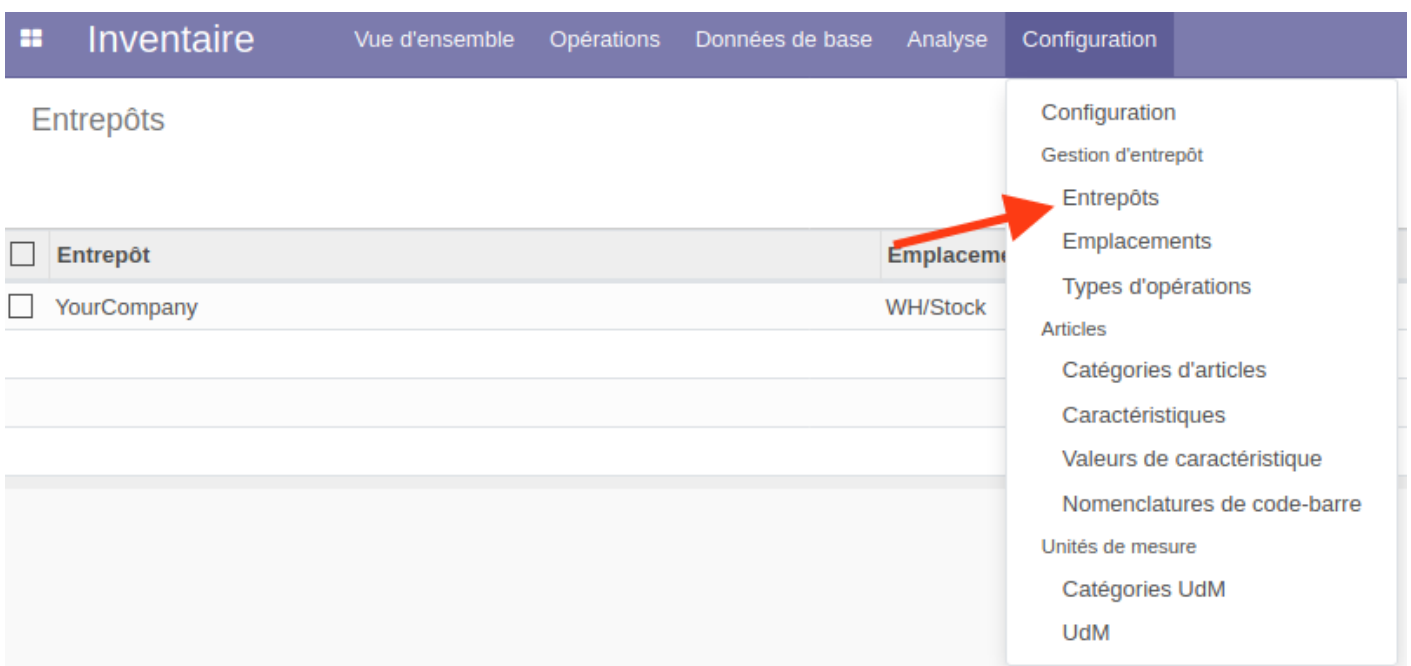 Inventaire Vue d'ensemble Opérations Données de base Analyse Configuration
Entrepôts
Configuration
Gestion d'entrepôt
Entrepôts
Emplacements
Types d'opérations
Articles
Catégories d'articles
Caractéristiques
Valeurs de caractéristique
Nomenclatures de code-barre
Unités de mesure
Catégories UdM
UdM
Entrepôt Emplaceme
YourCompany WH/Stock